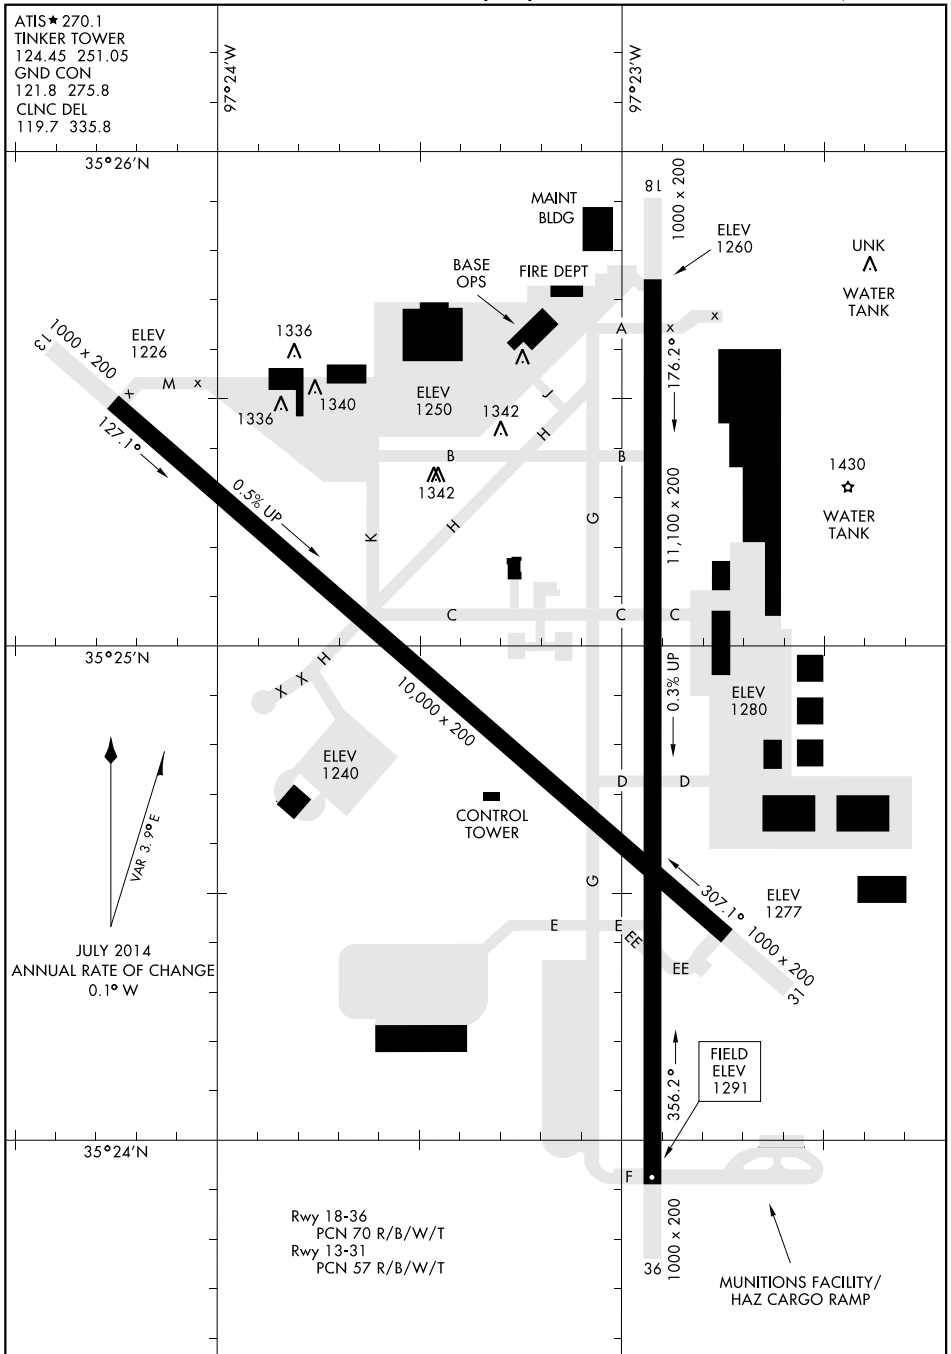 ATIS★ 270.1
TINKER TOWER
124.45 251.05
GND CON
121.8 275.8
CLNC DEL
119.7 335.8
97°24'W
97°23'W
35°26'N
18
1000 x 200
MAINT
BLDG
ELEV
1260
UNK
WATER
TANK
BASE
OPS
FIRE DEPT
13
1000 x 200
ELEV
1226
1336
A
x
x
176.2°
M
x
x
1336
1340
ELEV
1250
J
1342
H
127.1°
B
B
1342
1430
WATER
TANK
0.5% UP
K
H
G
11,100 x 200
C
C
C
35°25'N
H
X
X
10,000 x 200
0.3% UP
ELEV
1280
ELEV
1240
D
D
CONTROL
TOWER
VAR 3.9° E
G
307.1°
ELEV
1277
E
E
EE
EE
1000 x 200
31
JULY 2014
ANNUAL RATE OF CHANGE
0.1° W
FIELD
ELEV
1291
356.2°
35°24'N
F
Rwy 18-36
PCN 70 R/B/W/T
Rwy 13-31
PCN 57 R/B/W/T
1000 x 200
36
MUNITIONS FACILITY/
HAZ CARGO RAMP